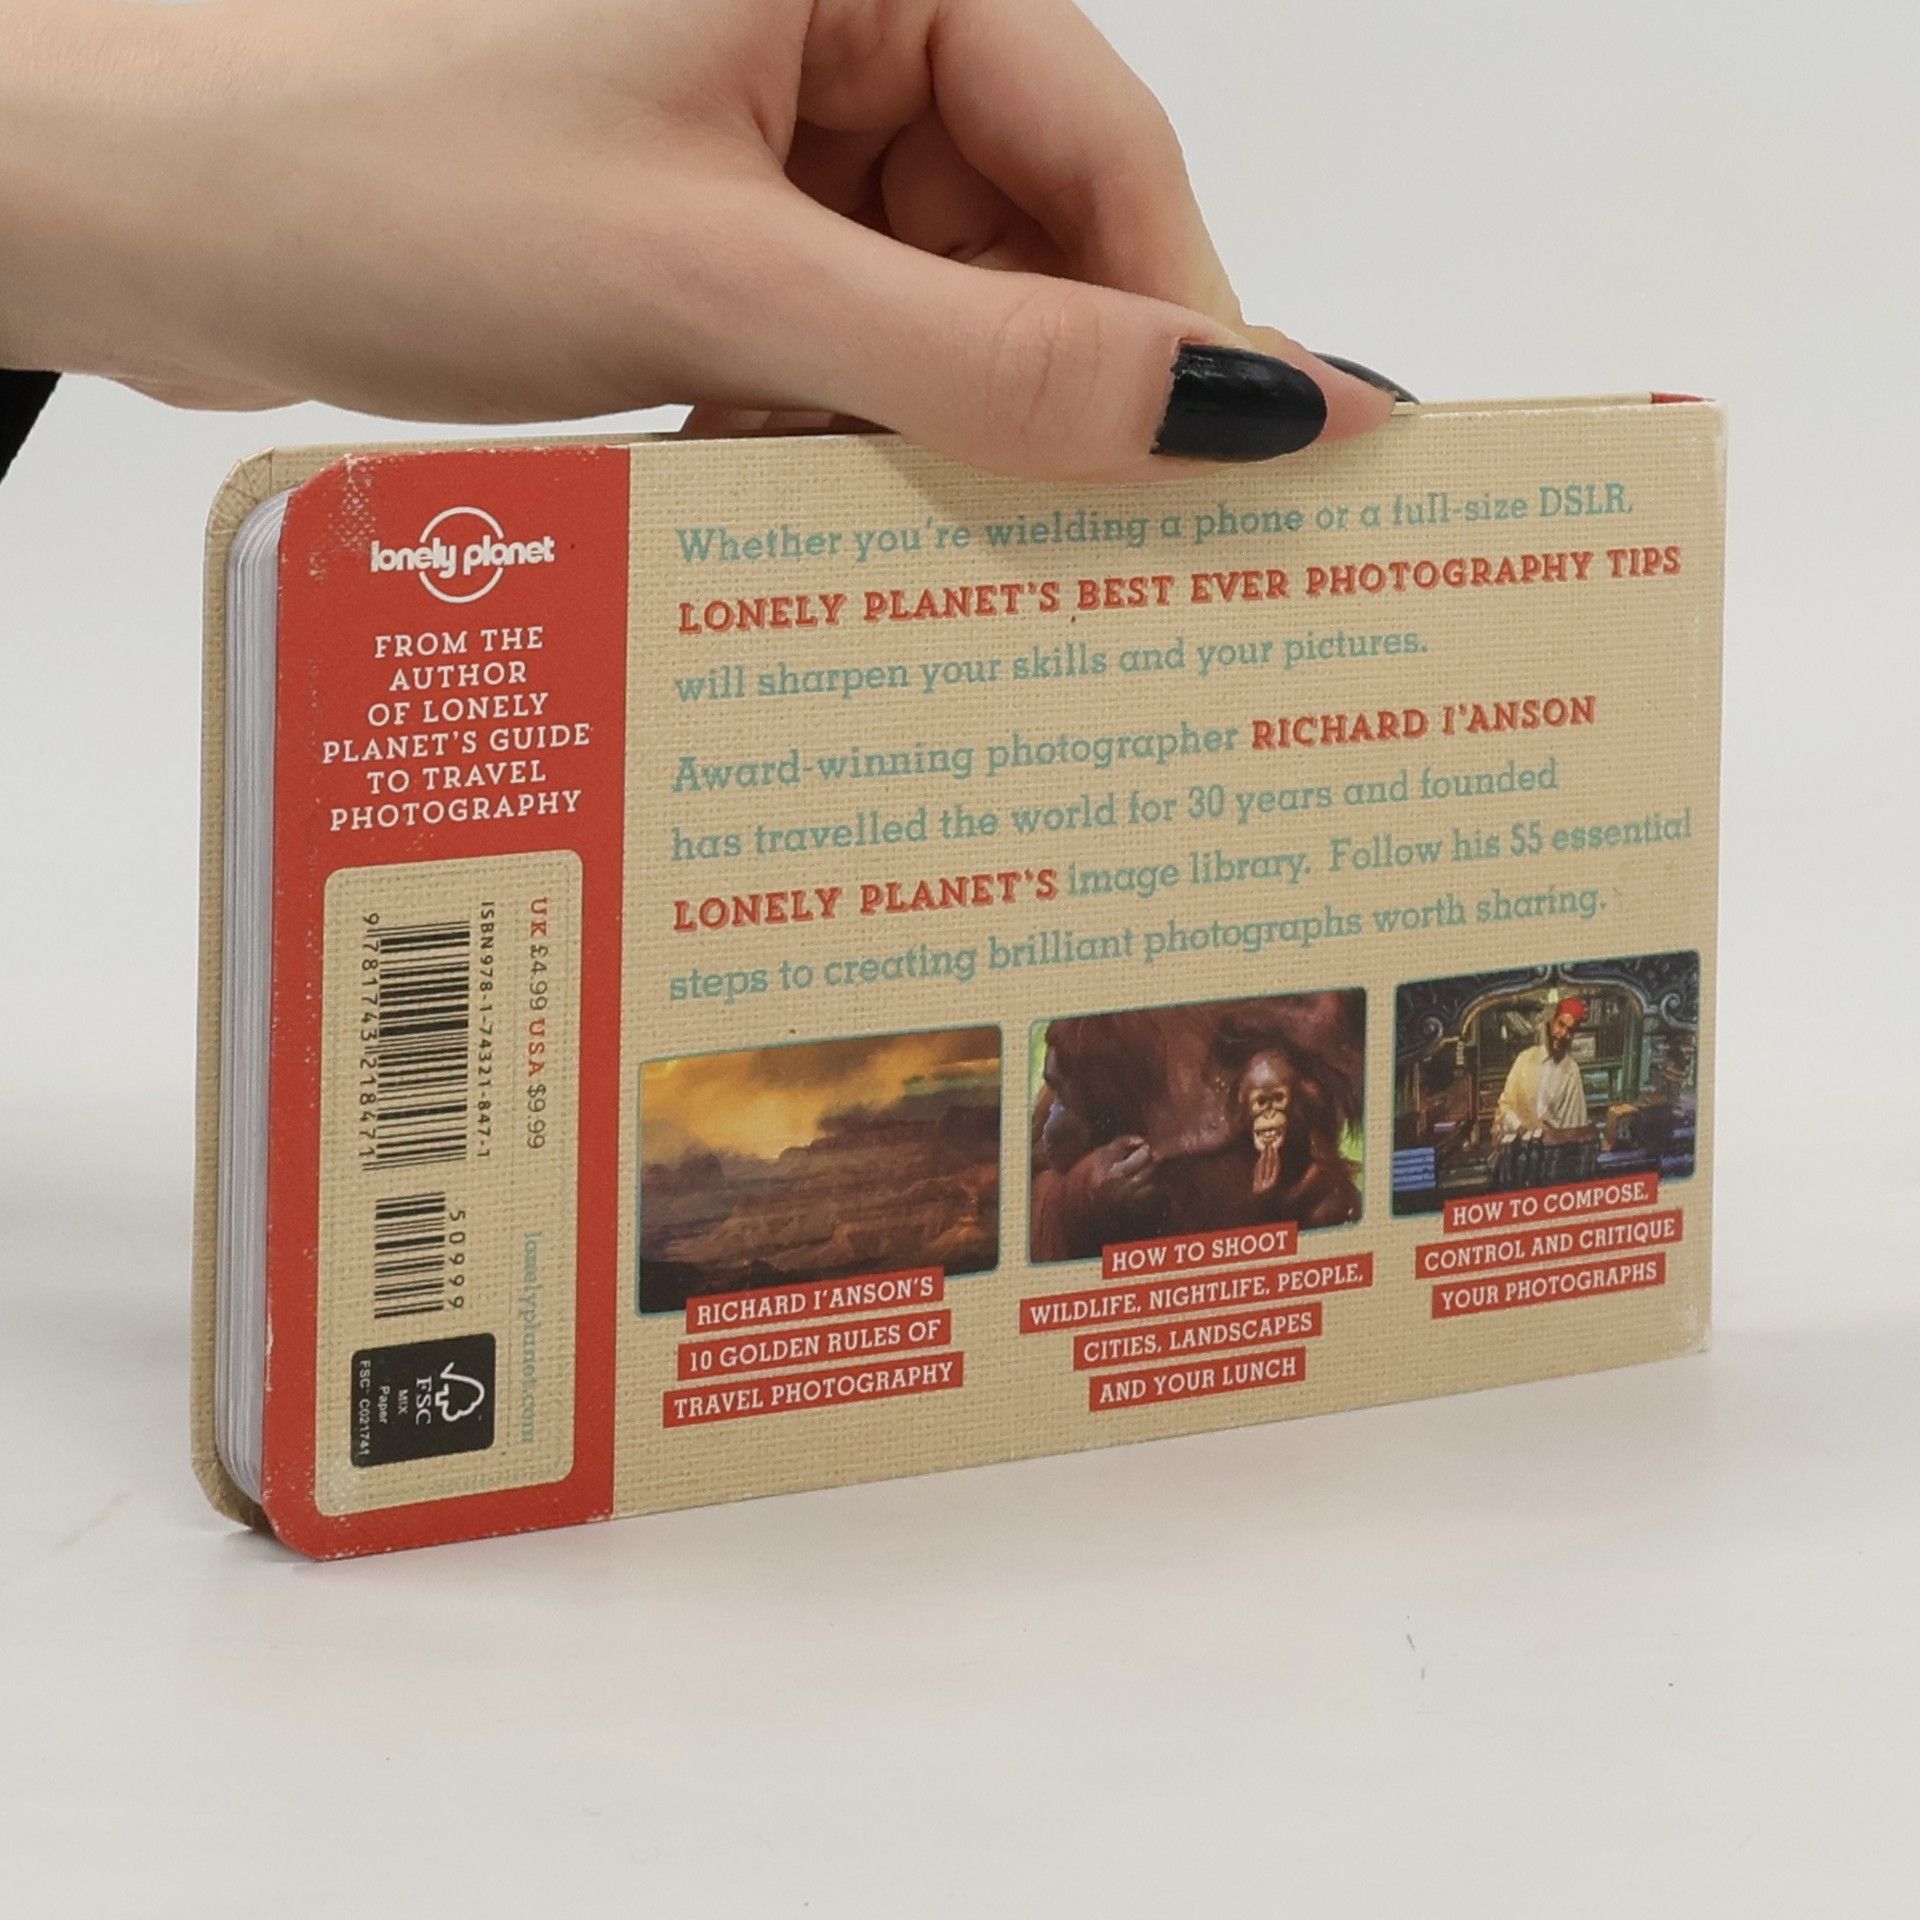 lonely planet
FROM THE
AUTHOR
OF LONELY
PLANET'S GUIDE
TO TRAVEL
PHOTOGRAPHY
UK £4.99 USA $9.99
ISBN 978-1-74321-847-1
9 781743 218471
50999
lonelyplanet.com
FSC
MIX
Paper
FSC™ C021741
Whether you're wielding a phone or a full-size DSLR,
LONELY PLANET'S BEST EVER PHOTOGRAPHY TIPS
will sharpen your skills and your pictures.
Award-winning photographer RICHARD I'ANSON
has travelled the world for 30 years and founded
LONELY PLANET'S image library. Follow his 55 essential
steps to creating brilliant photographs worth sharing.
RICHARD I'ANSON'S
10 GOLDEN RULES OF
TRAVEL PHOTOGRAPHY
HOW TO SHOOT
WILDLIFE, NIGHTLIFE, PEOPLE,
CITIES, LANDSCAPES
AND YOUR LUNCH
HOW TO COMPOSE,
CONTROL AND CRITIQUE
YOUR PHOTOGRAPHS